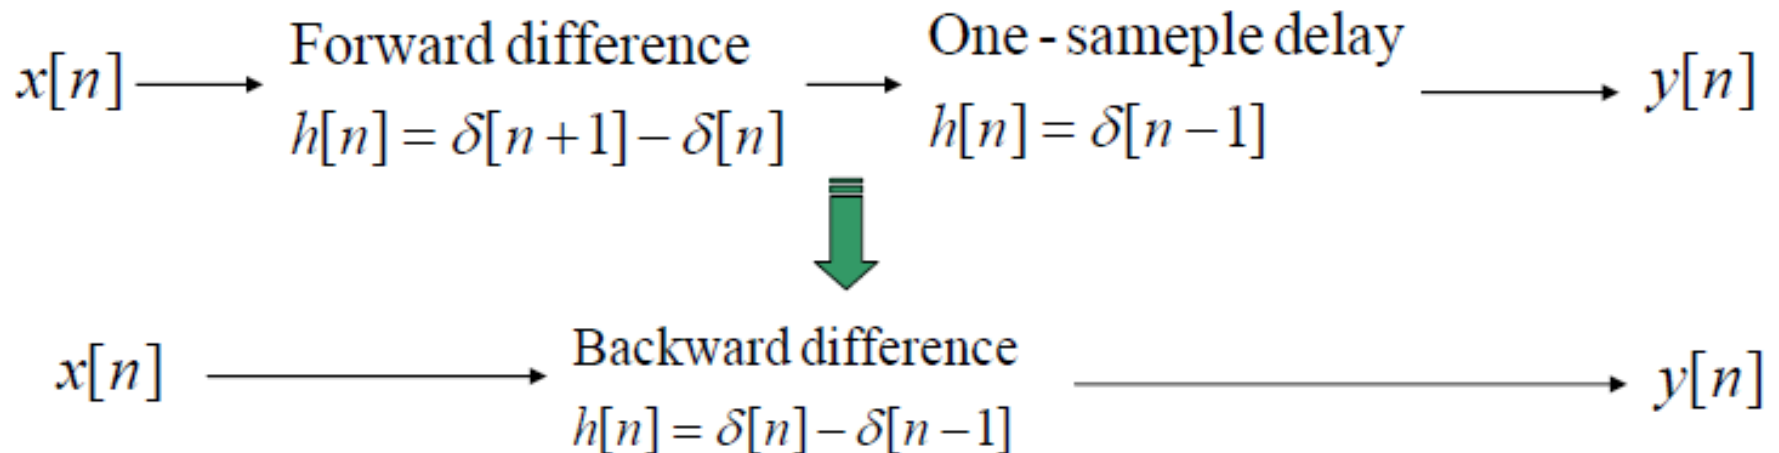 x[n] Forward difference One - sameple delay y[n]
h[n] = δ[n+1] − δ[n] h[n] = δ[n−1]
x[n] Backward difference y[n]
h[n] = δ[n] − δ[n−1]